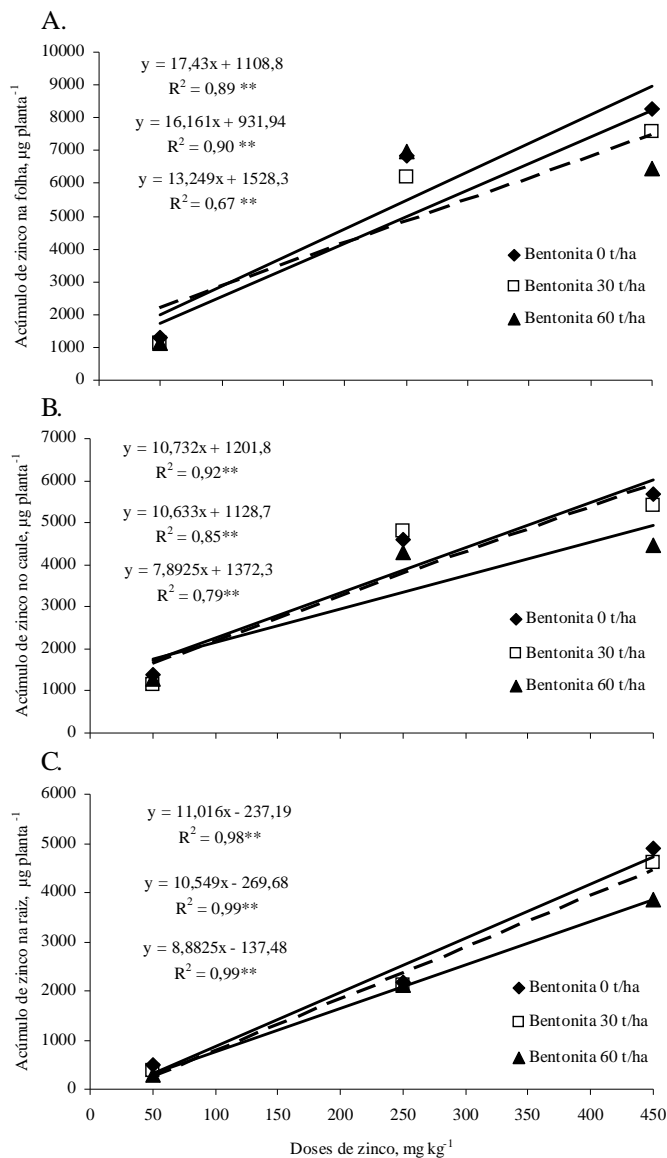 A.
10000
9000
8000
7000
6000
5000
4000
3000
2000
1000
0
Acúmulo de zinco na folha, µg planta⁻¹
y = 17,43x + 1108,8
R² = 0,89 **
y = 16,161x + 931,94
R² = 0,90 **
y = 13,249x + 1528,3
R² = 0,67 **
Bentonita 0 t/ha
Bentonita 30 t/ha
Bentonita 60 t/ha
B.
7000
6000
5000
4000
3000
2000
1000
0
Acúmulo de zinco no caule, µg planta⁻¹
y = 10,732x + 1201,8
R² = 0,92**
y = 10,633x + 1128,7
R² = 0,85**
y = 7,8925x + 1372,3
R² = 0,79**
Bentonita 0 t/ha
Bentonita 30 t/ha
Bentonita 60 t/ha
C.
6000
5000
4000
3000
2000
1000
0
Acúmulo de zinco na raiz, µg planta⁻¹
y = 11,016x - 237,19
R² = 0,98**
y = 10,549x - 269,68
R² = 0,99**
y = 8,8825x - 137,48
R² = 0,99**
Bentonita 0 t/ha
Bentonita 30 t/ha
Bentonita 60 t/ha
0 50 100 150 200 250 300 350 400 450
Doses de zinco, mg kg⁻¹